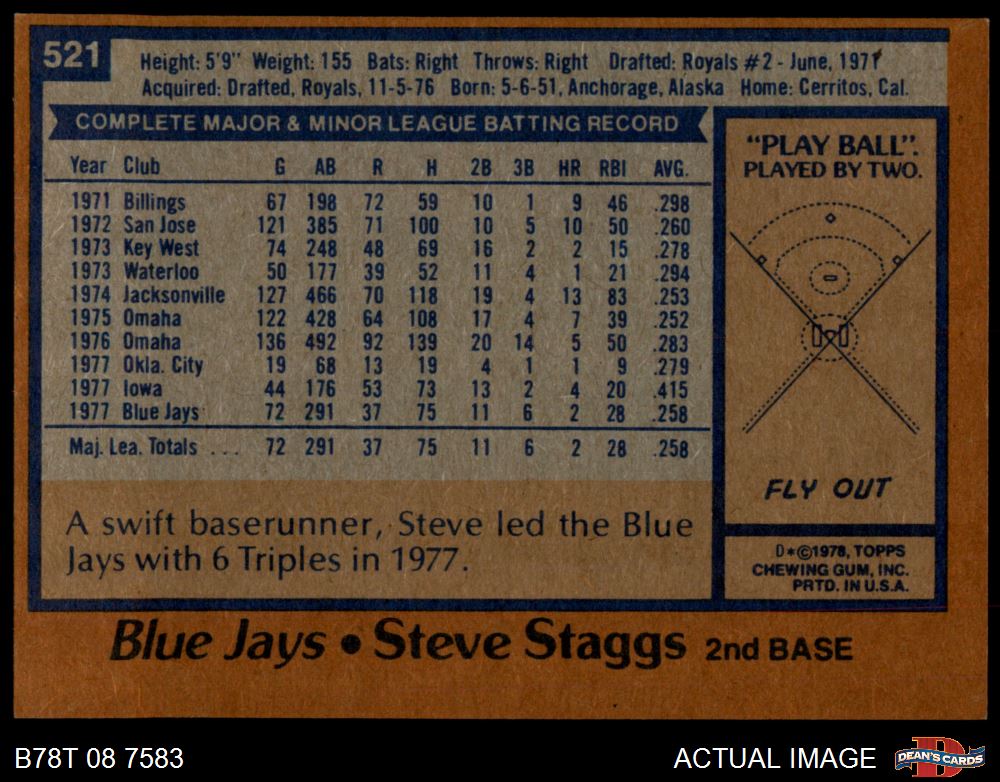 521
Height: 5'9" Weight: 155 Bats: Right Throws: Right Drafted: Royals #2 - June, 1971
Acquired: Drafted, Royals, 11-5-76 Born: 5-6-51, Anchorage, Alaska Home: Cerritos, Cal.
COMPLETE MAJOR & MINOR LEAGUE BATTING RECORD
Year Club G AB R H 2B 3B HR RBI AVG.
1971 Billings 67 198 72 59 10 1 9 46 .298
1972 San Jose 121 385 71 100 10 5 10 50 .260
1973 Key West 74 248 48 69 16 2 2 15 .278
1973 Waterloo 50 177 39 52 11 4 1 21 .294
1974 Jacksonville 127 466 70 118 19 4 13 83 .253
1975 Omaha 122 428 64 108 17 4 7 39 .252
1976 Omaha 136 492 92 139 20 14 5 50 .283
1977 Okla. City 19 68 13 19 4 1 1 9 .279
1977 Iowa 44 176 53 73 13 2 4 20 .415
1977 Blue Jays 72 291 37 75 11 6 2 28 .258
Maj. Lea. Totals ... 72 291 37 75 11 6 2 28 .258
A swift baserunner, Steve led the Blue
Jays with 6 Triples in 1977.
"PLAY BALL".
PLAYED BY TWO.
FLY OUT
D*©1978, TOPPS
CHEWING GUM, INC.
PRTD. IN U.S.A.
Blue Jays • Steve Staggs 2nd BASE
B78T 08 7583
ACTUAL IMAGE
D
DEAN'S CARDS